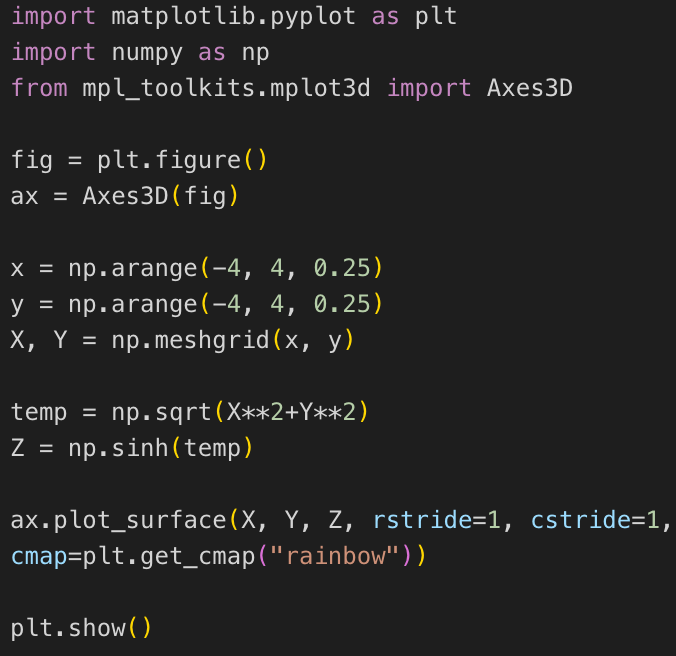 import matplotlib.pyplot as plt
import numpy as np
from mpl_toolkits.mplot3d import Axes3D
fig = plt.figure()
ax = Axes3D(fig)
x = np.arange(-4, 4, 0.25)
y = np.arange(-4, 4, 0.25)
X, Y = np.meshgrid(x, y)
temp = np.sqrt(X**2+Y**2)
Z = np.sinh(temp)
ax.plot_surface(X, Y, Z, rstride=1, cstride=1,
cmap=plt.get_cmap("rainbow"))
plt.show()